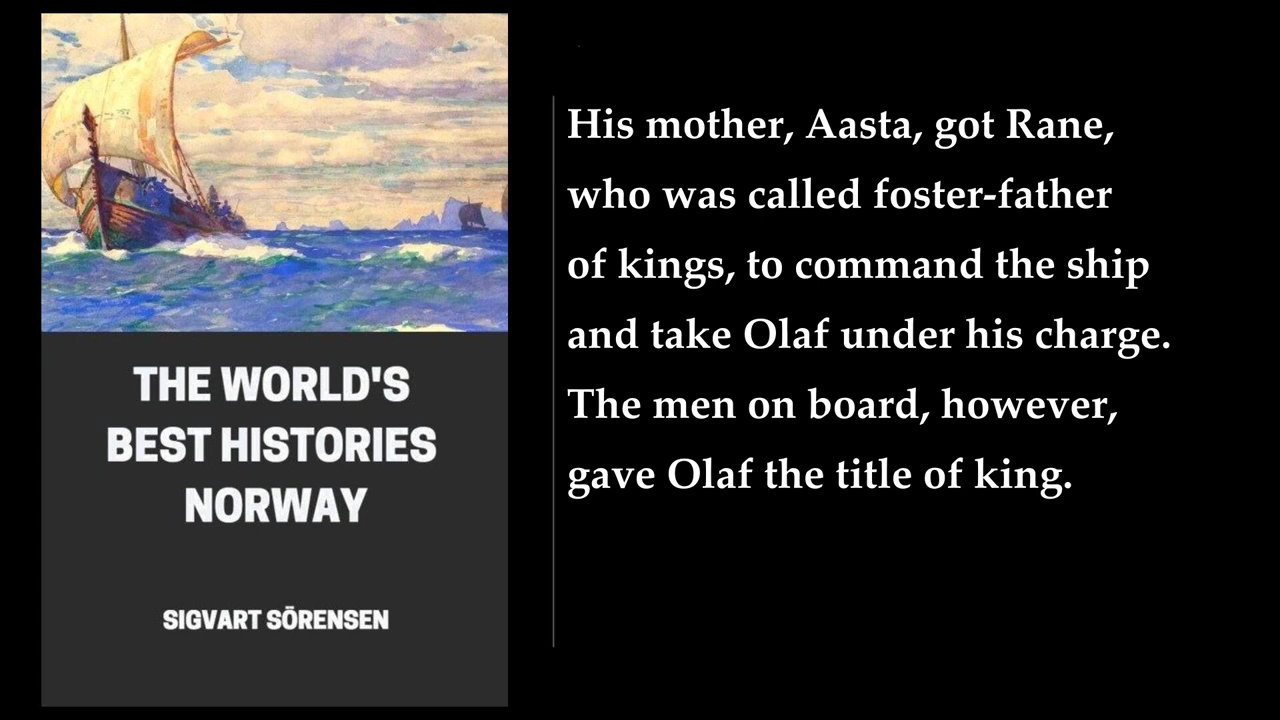 THE WORLD'S
BEST HISTORIES
NORWAY
SIGVART SÖRENSEN
His mother, Aasta, got Rane,
who was called foster-father
of kings, to command the ship
and take Olaf under his charge.
The men on board, however,
gave Olaf the title of king.